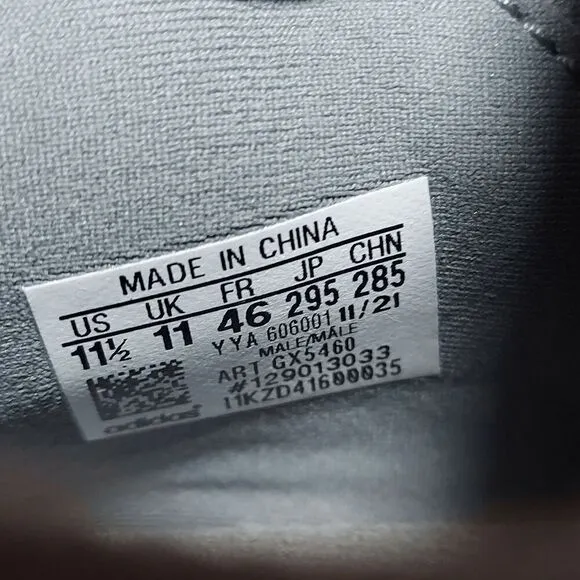 MADE IN CHINA
US UK FR JP CHN
11½ 11 46 295 285
YYA 606001 11/21
MALE/MALE
ART GX5460
#129013033
11KZD41600035
adidas